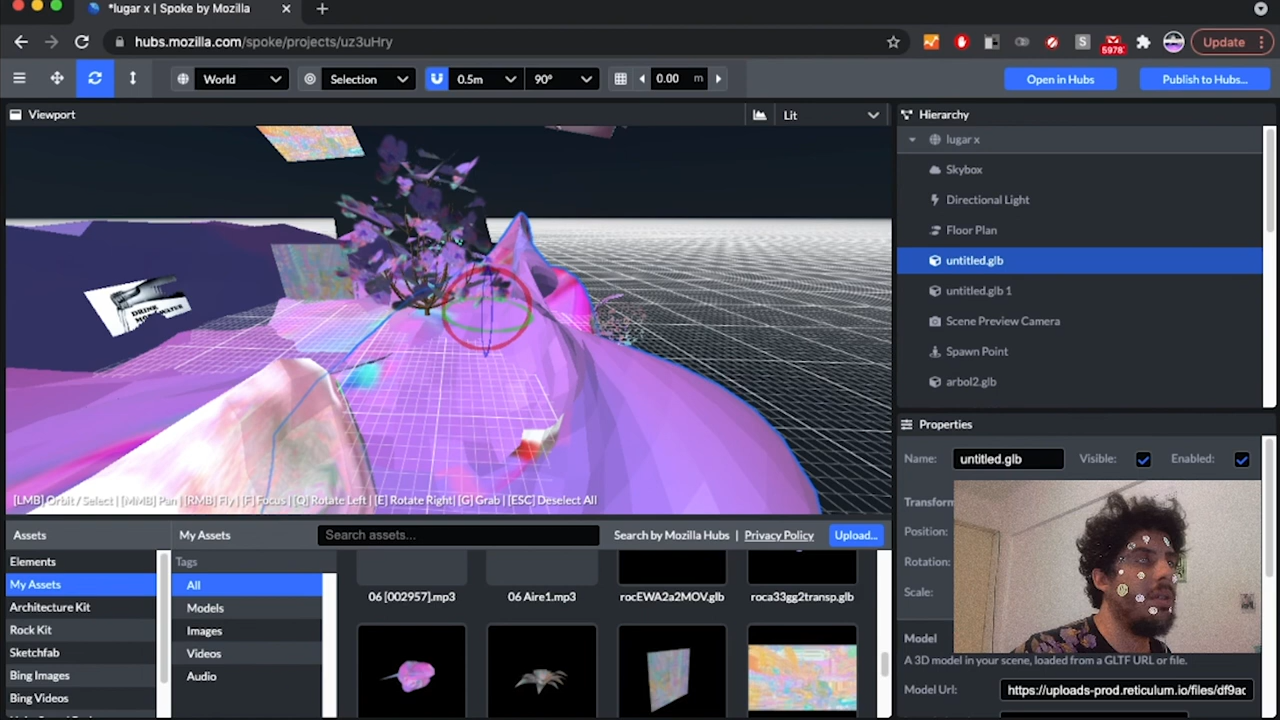 *lugar x | Spoke by Mozilla
hubs.mozilla.com/spoke/projects/uz3uHry
S
5978
Update
World
Selection
0.5m
90°
0.00 m
Open in Hubs
Publish to Hubs...
Viewport
Lit
DRINK
[LMB] Orbit / Select | [MMB] Pan | [RMB] Fly | [F] Focus | [Q] Rotate Left | [E] Rotate Right | [G] Grab | [ESC] Deselect All
Hierarchy
lugar x
Skybox
Directional Light
Floor Plan
untitled.glb
untitled.glb 1
Scene Preview Camera
Spawn Point
arbol2.glb
Properties
Name: untitled.glb Visible: Enabled:
Transform
Position:
Rotation:
Scale:
Model
A 3D model in your scene, loaded from a GLTF URL or file.
Model Url: https://uploads-prod.reticulum.io/files/df9ac
Assets
Elements
My Assets
Architecture Kit
Rock Kit
Sketchfab
Bing Images
Bing Videos
My Assets
Search assets...
Search by Mozilla Hubs | Privacy Policy
Upload...
Tags
All
Models
Images
Videos
Audio
06 [002957].mp3
06 Aire1.mp3
rocEWA2a2MOV.glb
roca33gg2transp.glb